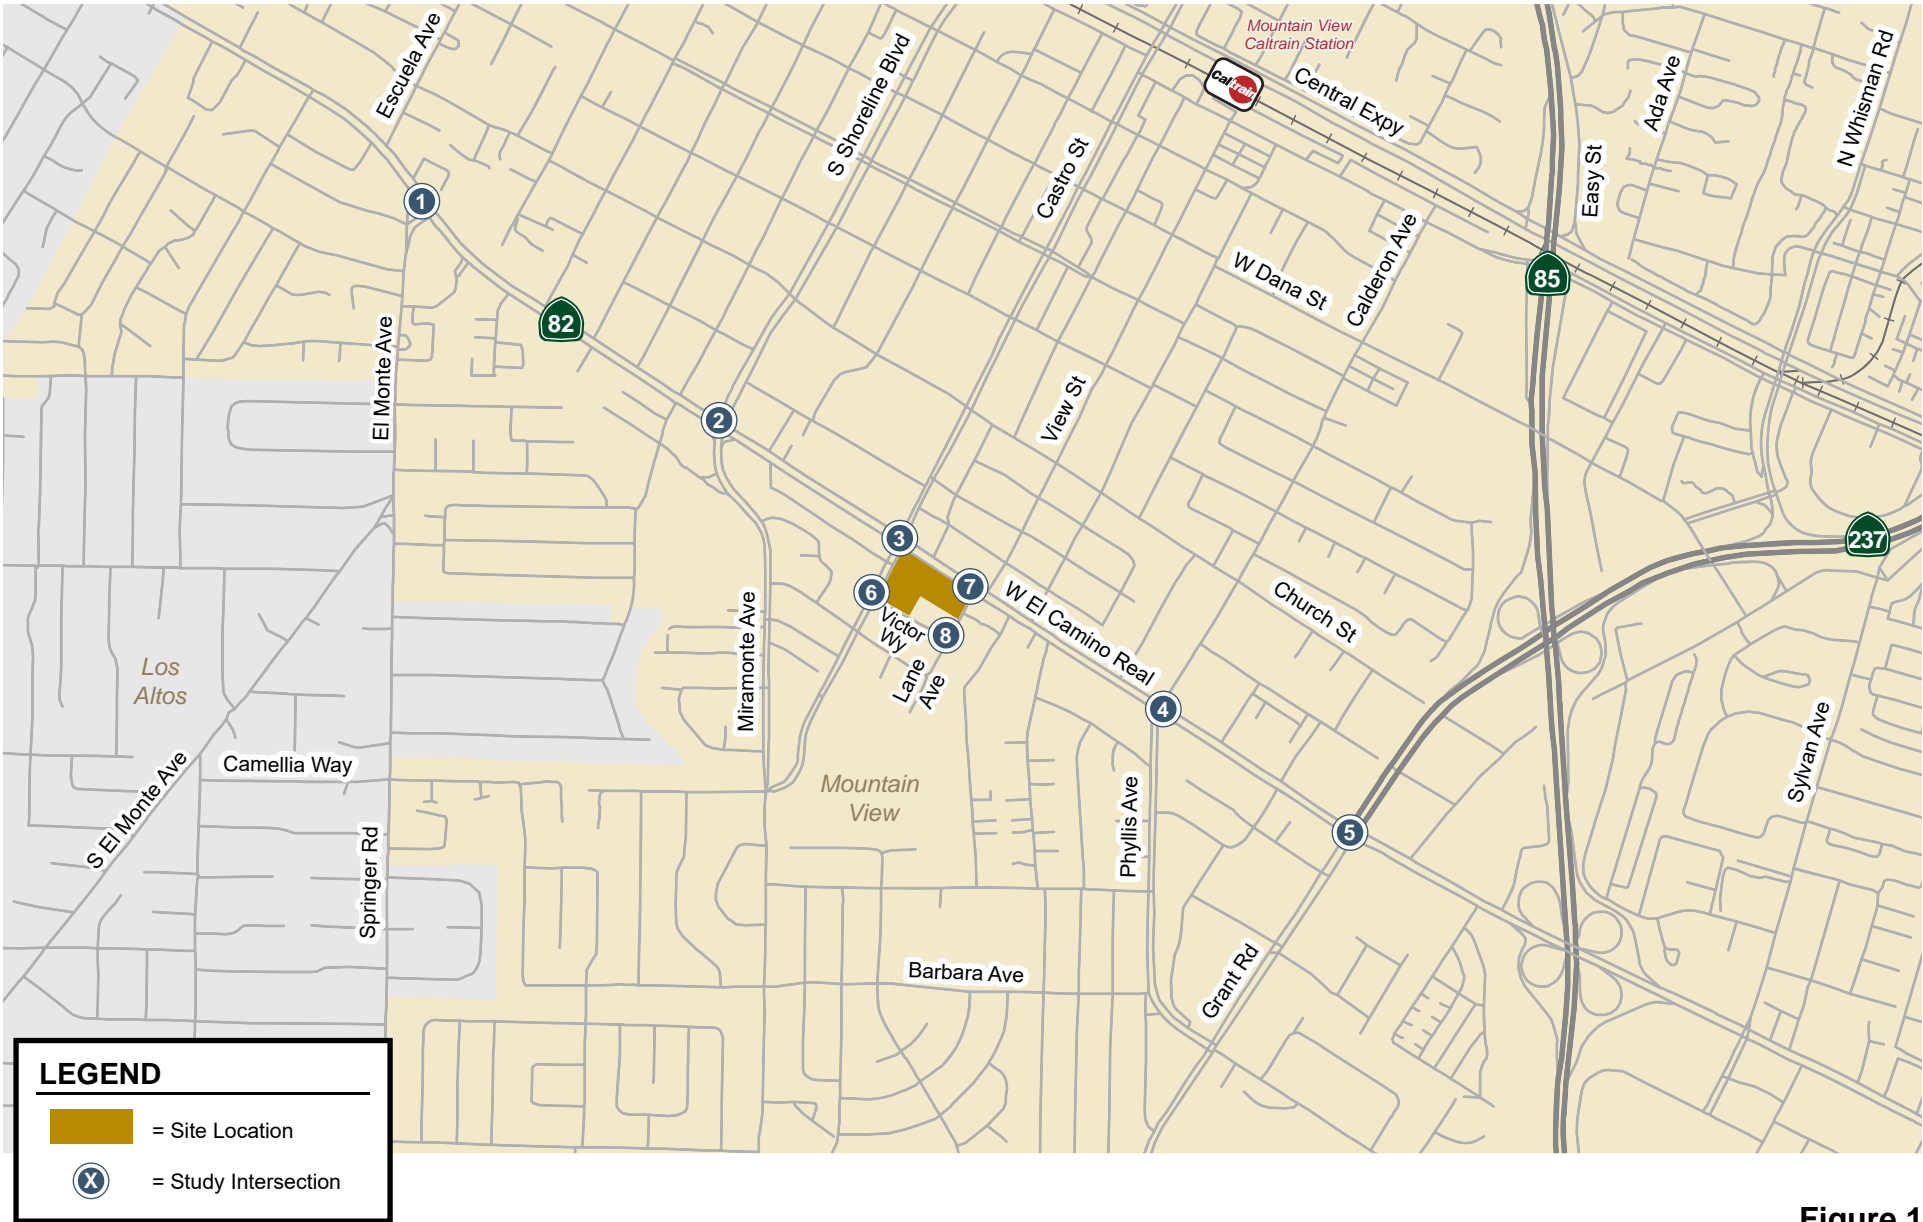 Mountain View
Caltrain Station
caltrain
Central Expy
Escuela Ave
S Shoreline Blvd
Castro St
Ada Ave
N Whisman Rd
Easy St
Calderon Ave
W Dana St
1
82
85
El Monte Ave
View St
2
237
3
7
6
8
Victor
Wy
Lane
Ave
W El Camino Real
Church St
Miramonte Ave
Los
Altos
4
Camellia Way
S El Monte Ave
Mountain
View
Phyllis Ave
5
Sylvan Ave
Springer Rd
Barbara Ave
Grant Rd
LEGEND
= Site Location
X
= Study Intersection
Figure 1